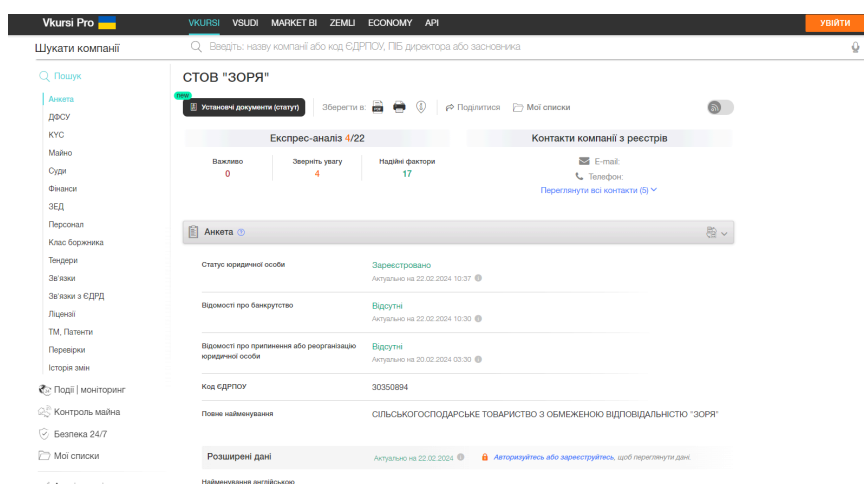 Vkursi Pro
VKURSI VSUDI MARKET BI ZEMLI ECONOMY API
УВІЙТИ
Шукати компанії
Введіть: назву компанії або код ЄДРПОУ, ПІБ директора або засновника
Пошук
Анкета
ДФСУ
KYC
Майно
Суди
Фінанси
ЗЕД
Персонал
Клас боржника
Тендери
Зв'язки
Зв'язки з ЄДРД
Ліцензії
ТМ, Патенти
Перевірки
Історія змін
Події | моніторинг
Контроль майна
Безпека 24/7
Мої списки
СТОВ "ЗОРЯ"
new
Установчі документи (статут)
Зберегти в:
Поділитися
Мої списки
Експрес-аналіз 4/22
Важливо Зверніть увагу Надійні фактори
0 4 17
Контакти компанії з реєстрів
E-mail:
Телефон:
Переглянути всі контакти (5)
Анкета
Статус юридичної особи Зареєстровано
Актуально на 22.02.2024 10:37
Відомості про банкрутство Відсутні
Актуально на 22.02.2024 10:30
Відомості про припинення або реорганізацію Відсутні
юридичної особи Актуально на 20.02.2024 03:30
Код ЄДРПОУ 30350894
Повне найменування СІЛЬСЬКОГОСПОДАРСЬКЕ ТОВАРИСТВО З ОБМЕЖЕНОЮ ВІДПОВІДАЛЬНІСТЮ "ЗОРЯ"
Розширені дані Актуально на 22.02.2024 Авторизуйтесь або зареєструйтесь, щоб переглянути дані.
Найменування англійською